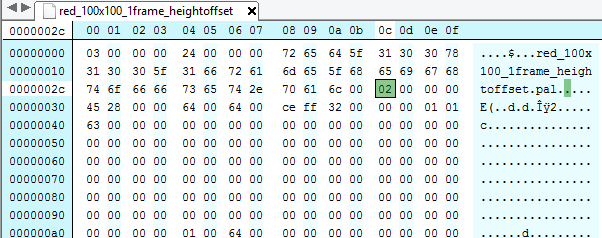 red_100x100_1frame_heightoffset
0000002c 00 01 02 03 04 05 06 07 08 09 0a 0b 0c 0d 0e 0f
00000000 03 00 00 00 24 00 00 00 72 65 64 5f 31 30 30 78 ....$...red_100x
00000010 31 30 30 5f 31 66 72 61 6d 65 5f 68 65 69 67 68 100_1frame_heigh
0000002c 74 6f 66 66 73 65 74 2e 70 61 6c 00 02 00 00 00 toffset.pal.....
00000030 45 28 00 00 64 00 64 00 ce ff 32 00 00 00 01 01 E(..d.d.Îÿ2.....
00000040 63 00 00 00 00 00 00 00 00 00 00 00 00 00 00 00 c...............
00000050 00 00 00 00 00 00 00 00 00 00 00 00 00 00 00 00 ................
00000060 00 00 00 00 00 00 00 00 00 00 00 00 00 00 00 00 ................
00000070 00 00 00 00 00 00 00 00 00 00 00 00 00 00 00 00 ................
00000080 00 00 00 00 00 00 00 00 00 00 00 00 00 00 00 00 ................
00000090 00 00 00 00 00 00 00 00 00 00 00 00 00 00 00 00 ................
000000a0 00 00 00 00 01 00 64 00 00 00 00 00 00 00 00 00 ......d.........